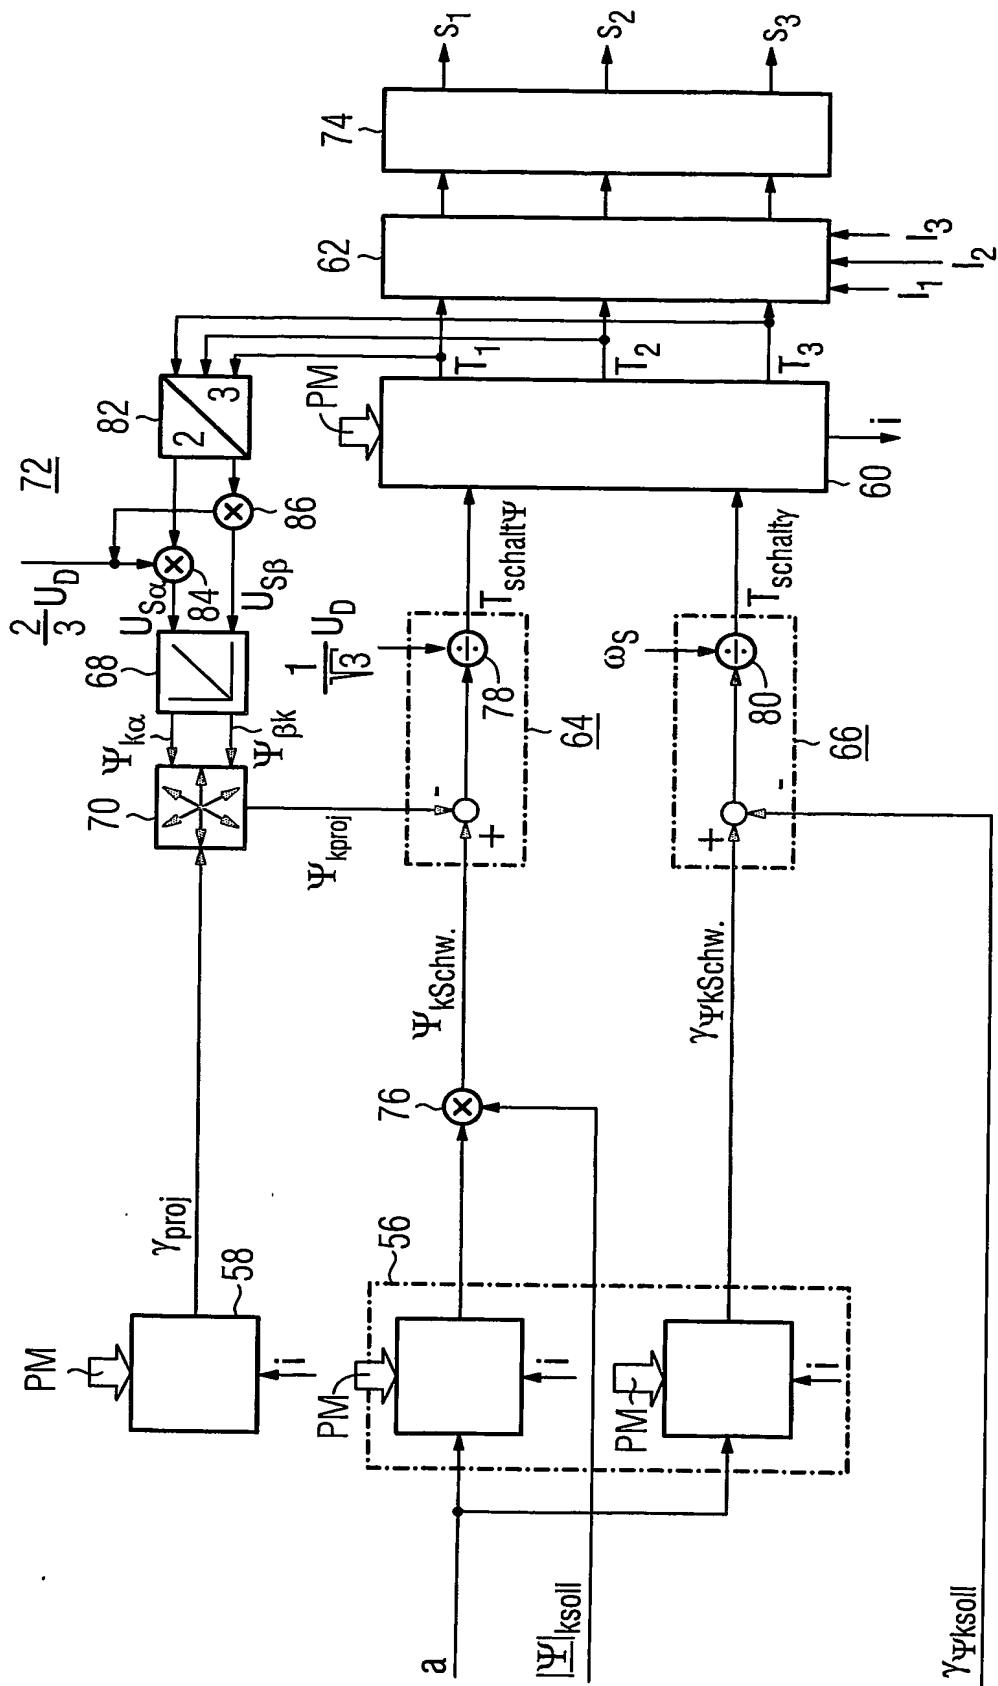 PM
58
i
γproj
70
Ψkα
Ψβk
68
USα
USβ
84
86
2/3 UD
72
82
2
3
Ψkproj
a
56
PM
i
76
|Ψ|ksoll
ΨkSchw.
+
-
78
1/√3 UD
64
TschaltΨ
PM
i
γΨkSchw.
+
-
80
ωS
66
Tschaltγ
γΨksoll
PM
60
i
T1
T2
T3
62
I1
I2
I3
74
S1
S2
S3